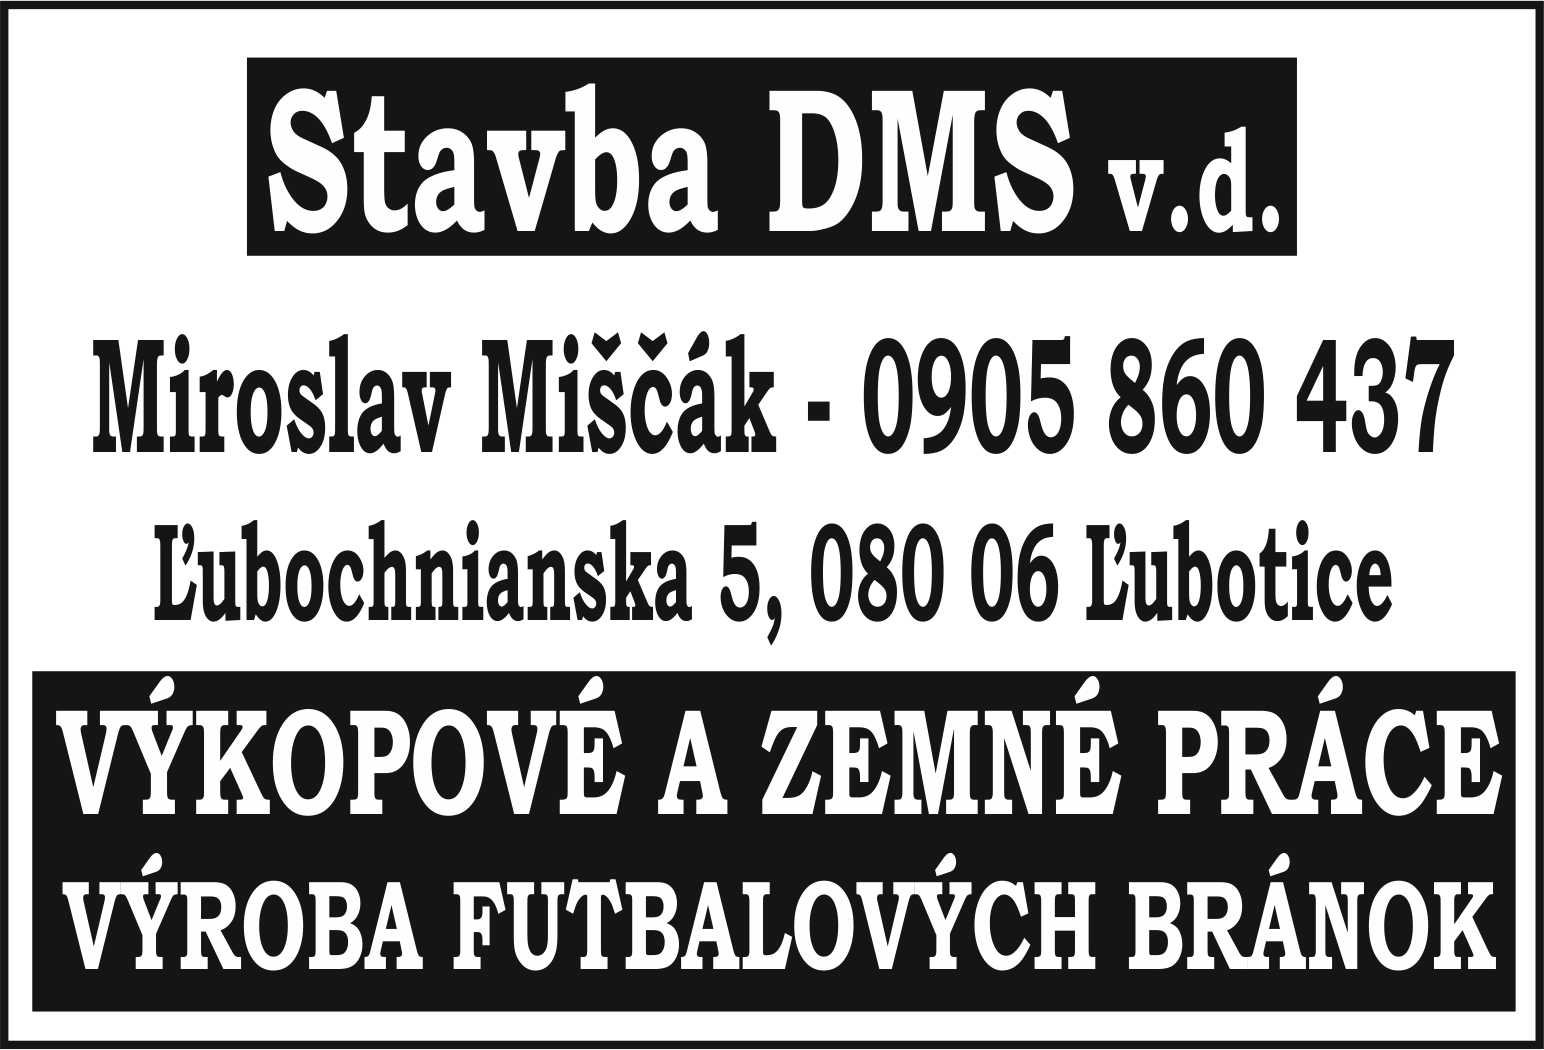 Stavba DMS v.d.
Miroslav Miščák - 0905 860 437
Ľubochnianska 5, 080 06 Ľubotice
VÝKOPOVÉ A ZEMNÉ PRÁCE
VÝROBA FUTBALOVÝCH BRÁNOK